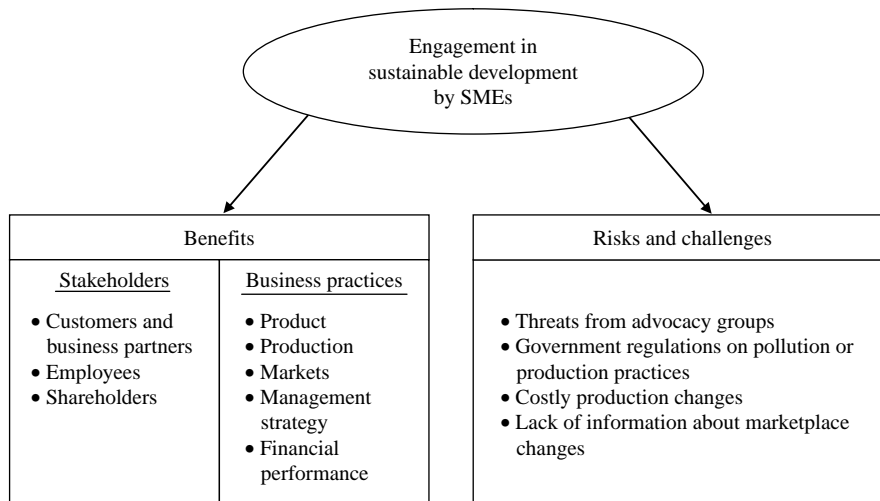 Engagement in
sustainable development
by SMEs
Benefits
Stakeholders
• Customers and
business partners
• Employees
• Shareholders
Business practices
• Product
• Production
• Markets
• Management
strategy
• Financial
performance
Risks and challenges
• Threats from advocacy groups
• Government regulations on pollution or
production practices
• Costly production changes
• Lack of information about marketplace
changes